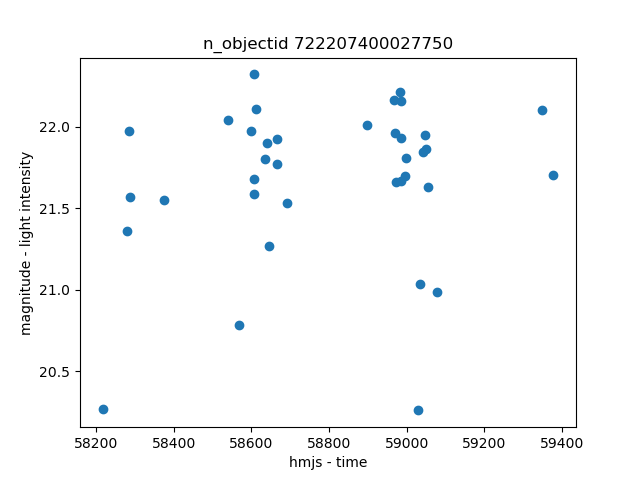 n_objectid 722207400027750
magnitude - light intensity
22.0
21.5
21.0
20.5
58200 58400 58600 58800 59000 59200 59400
hmjs - time